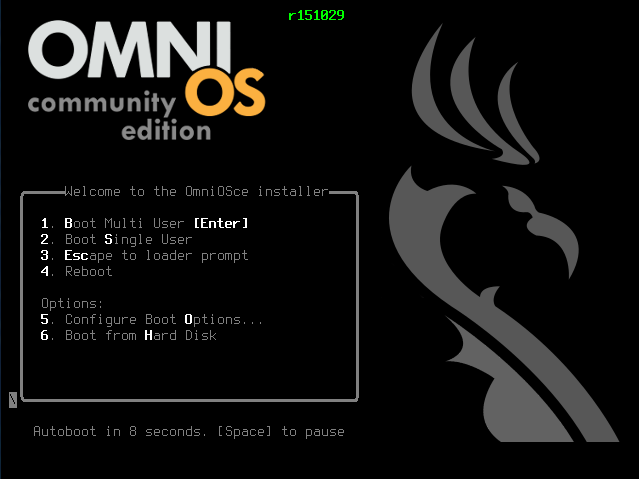 r151029
OMNI
OS
community
edition
Welcome to the OmniOSce installer
1. Boot Multi User [Enter]
2. Boot Single User
3. Escape to loader prompt
4. Reboot
Options:
5. Configure Boot Options...
6. Boot from Hard Disk
\
Autoboot in 8 seconds. [Space] to pause